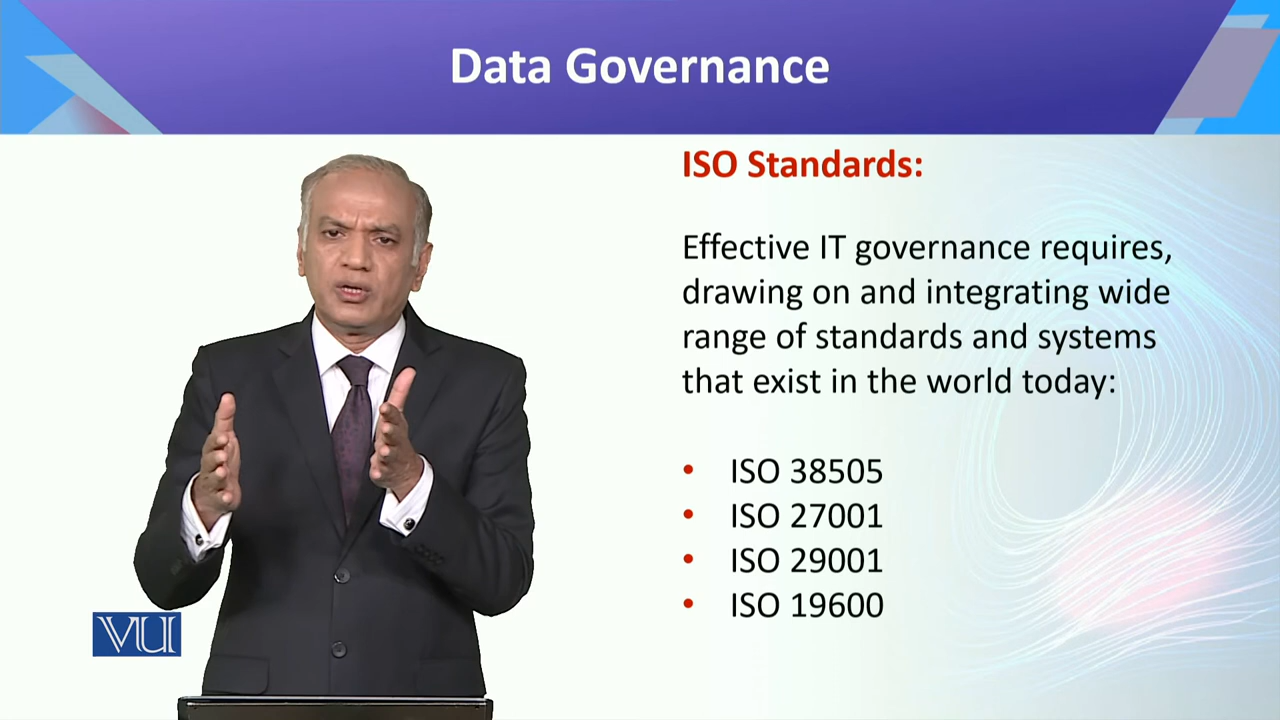 Data Governance
ISO Standards:
Effective IT governance requires,
drawing on and integrating wide
range of standards and systems
that exist in the world today:
• ISO 38505
• ISO 27001
• ISO 29001
• ISO 19600
VU